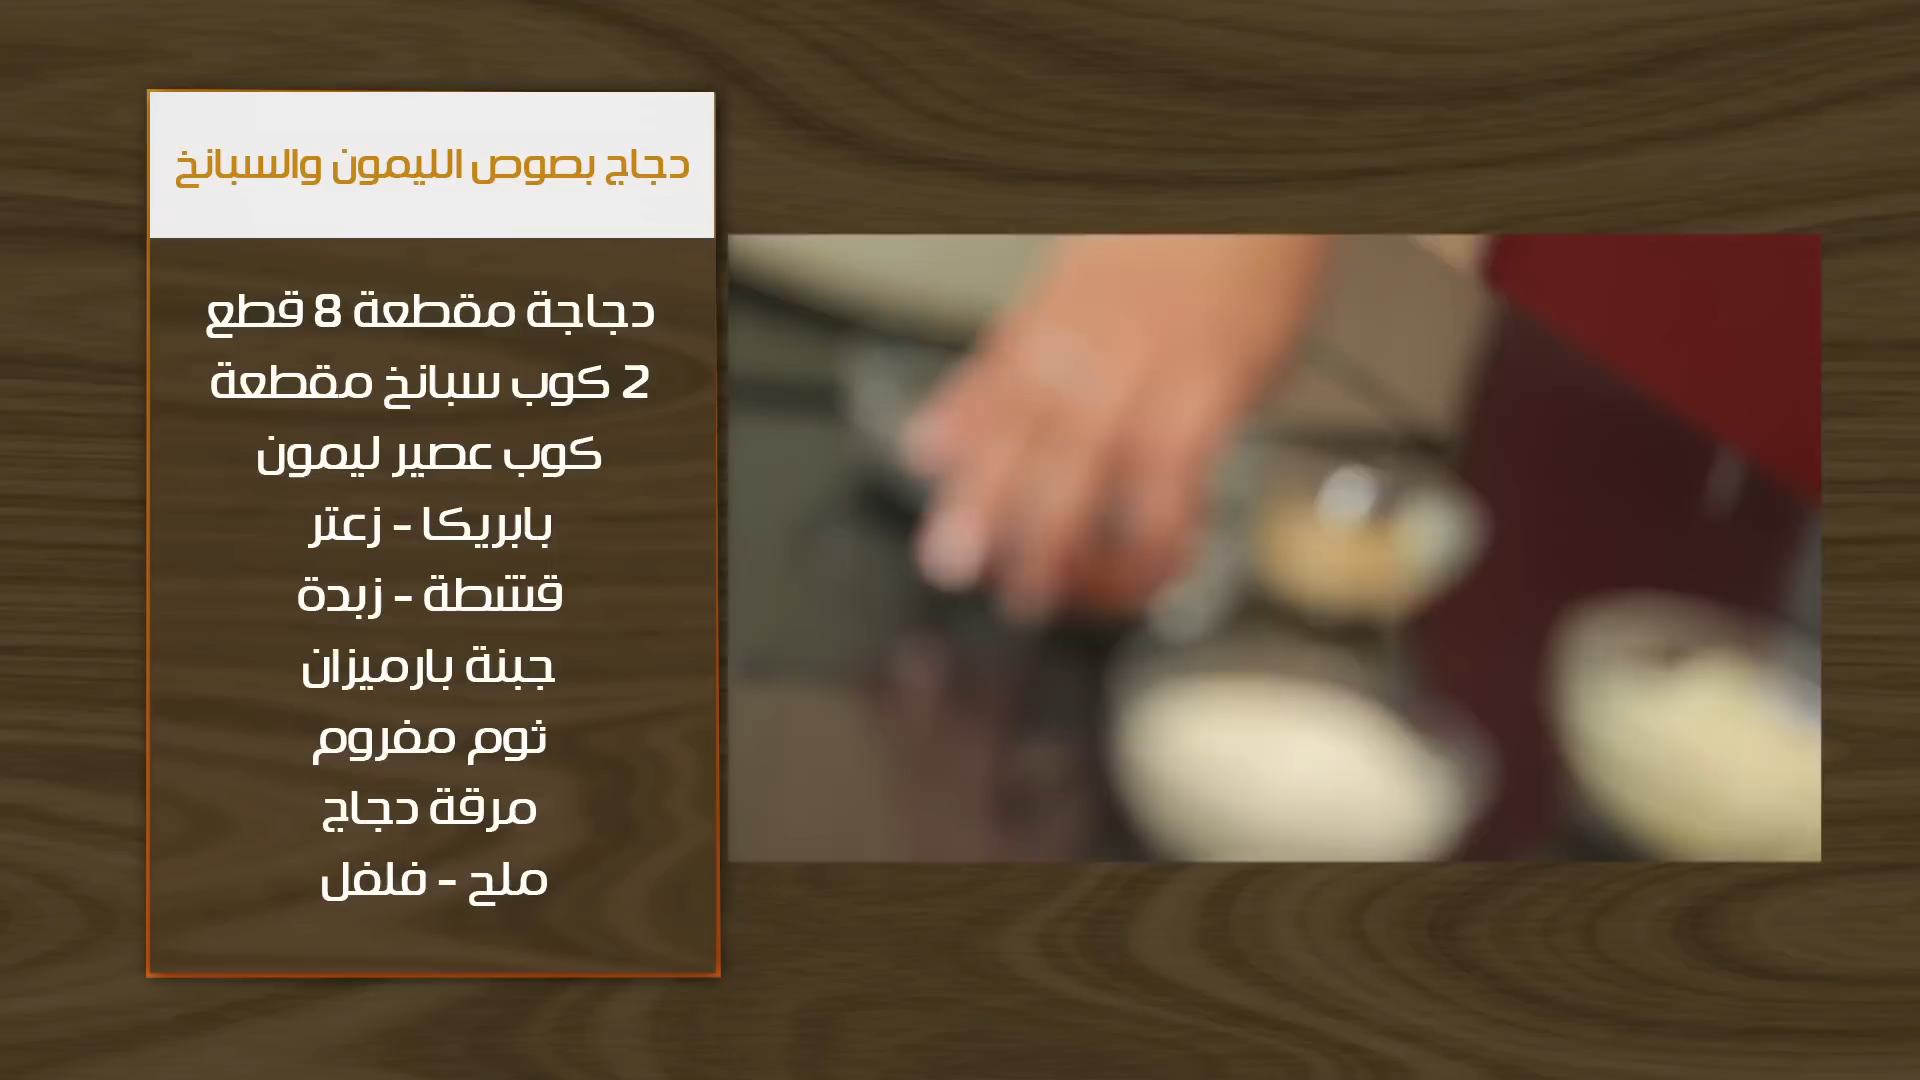 دجاج بصوص الليمون والسبانخ
دجاجة مقطعة 8 قطع
2 كوب سبانخ مقطعة
كوب عصير ليمون
بابريكا - زعتر
قشطة - زبدة
جبنة بارميزان
ثوم مفروم
مرقة دجاج
ملح - فلفل